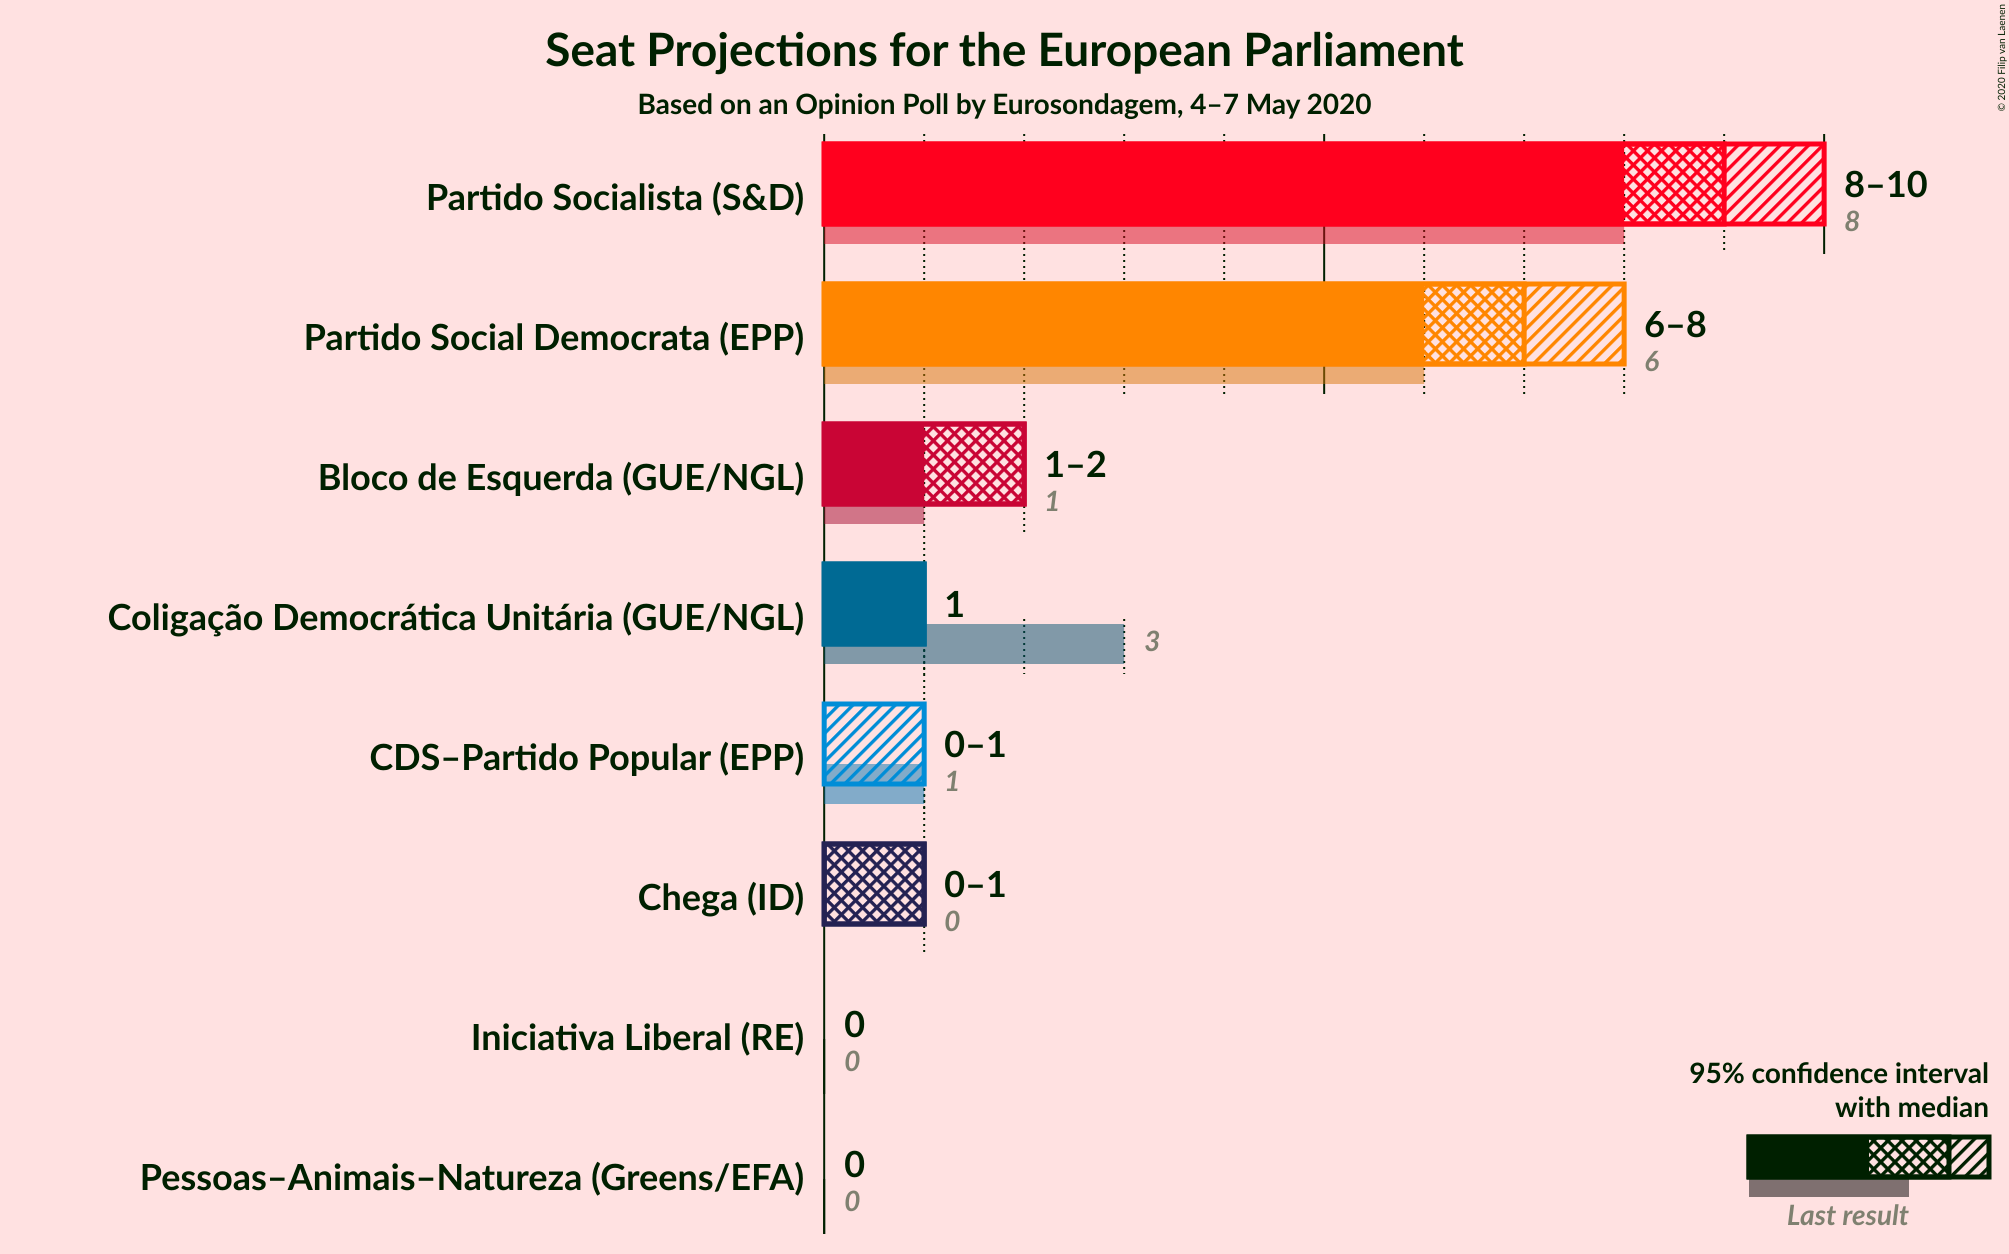 Seat Projections for the European Parliament
Based on an Opinion Poll by Eurosondagem, 4–7 May 2020
© 2020 Filip van Laenen
Partido Socialista (S&D)
8–10
8
Partido Social Democrata (EPP)
6–8
6
Bloco de Esquerda (GUE/NGL)
1–2
1
Coligação Democrática Unitária (GUE/NGL)
1
3
CDS–Partido Popular (EPP)
0–1
1
Chega (ID)
0–1
0
Iniciativa Liberal (RE)
0
0
Pessoas–Animais–Natureza (Greens/EFA)
0
0
95% confidence interval
with median
Last result